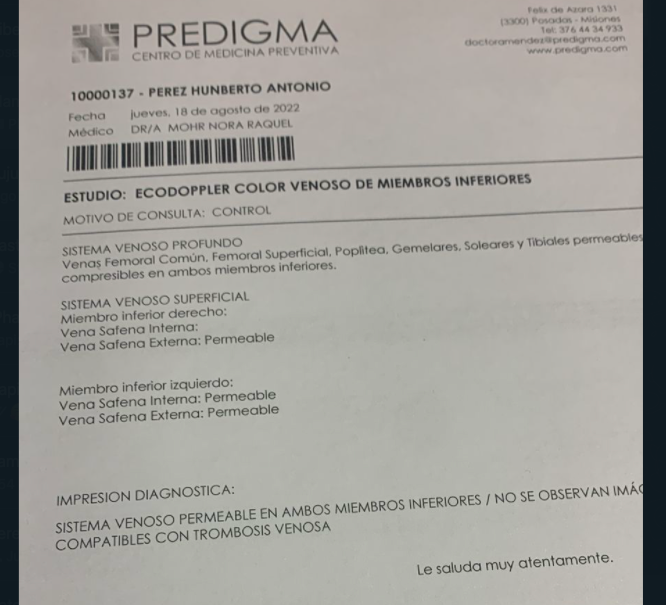 PREDIGMA
CENTRO DE MEDICINA PREVENTIVA
Felix de Azara 1331
(3300) Posadas - Misiones
Tel: 376 44 34 933
doctoramendez@predigma.com
www.predigma.com
10000137 - PEREZ HUNBERTO ANTONIO
Fecha jueves, 18 de agosto de 2022
Médico DR/A MOHR NORA RAQUEL
ESTUDIO: ECODOPPLER COLOR VENOSO DE MIEMBROS INFERIORES
MOTIVO DE CONSULTA: CONTROL
SISTEMA VENOSO PROFUNDO
Venas Femoral Común, Femoral Superficial, Poplitea, Gemelares, Soleares y Tibiales permeables
compresibles en ambos miembros inferiores.
SISTEMA VENOSO SUPERFICIAL
Miembro inferior derecho:
Vena Safena Interna:
Vena Safena Externa: Permeable
Miembro inferior izquierdo:
Vena Safena Interna: Permeable
Vena Safena Externa: Permeable
IMPRESION DIAGNOSTICA:
SISTEMA VENOSO PERMEABLE EN AMBOS MIEMBROS INFERIORES / NO SE OBSERVAN IMÁG
COMPATIBLES CON TROMBOSIS VENOSA
Le saluda muy atentamente.